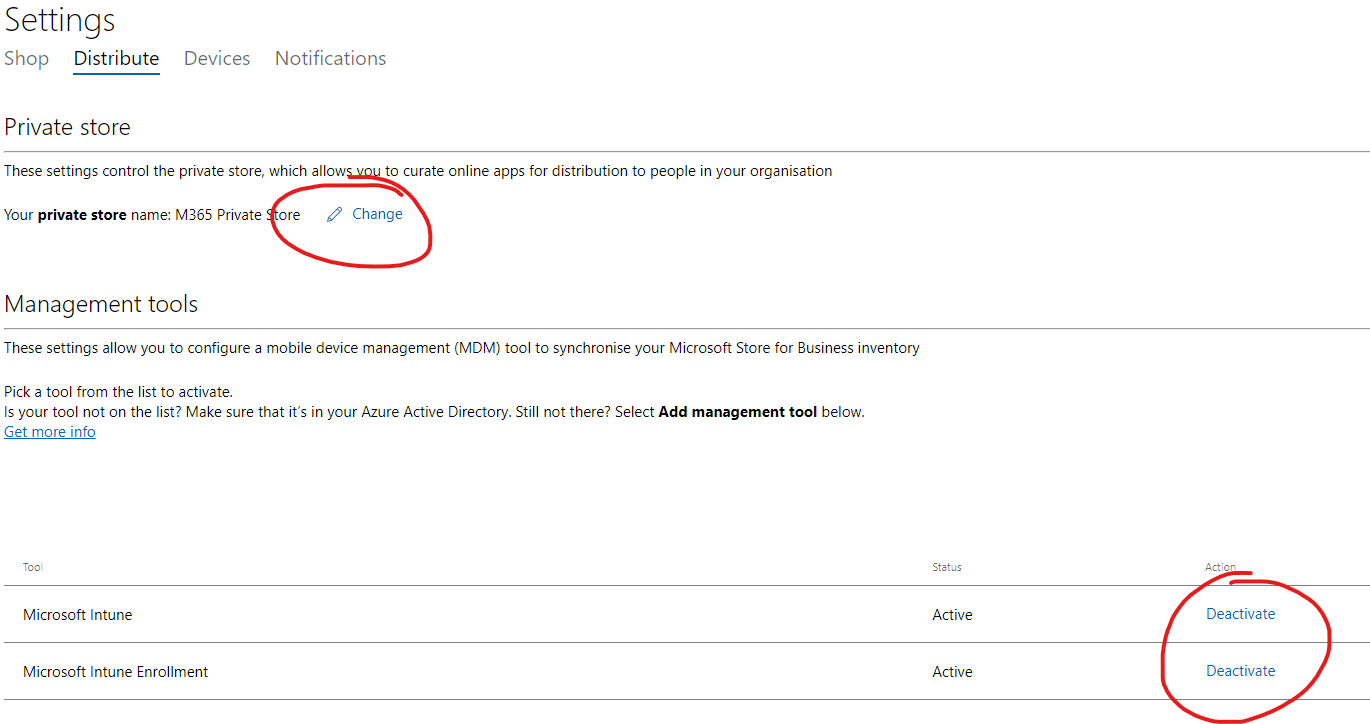 Settings
Shop Distribute Devices Notifications
Private store
These settings control the private store, which allows you to curate online apps for distribution to people in your organisation
Your private store name: M365 Private Store Change
Management tools
These settings allow you to configure a mobile device management (MDM) tool to synchronise your Microsoft Store for Business inventory
Pick a tool from the list to activate.
Is your tool not on the list? Make sure that it's in your Azure Active Directory. Still not there? Select Add management tool below.
Get more info
Tool Status Action
Microsoft Intune Active Deactivate
Microsoft Intune Enrollment Active Deactivate